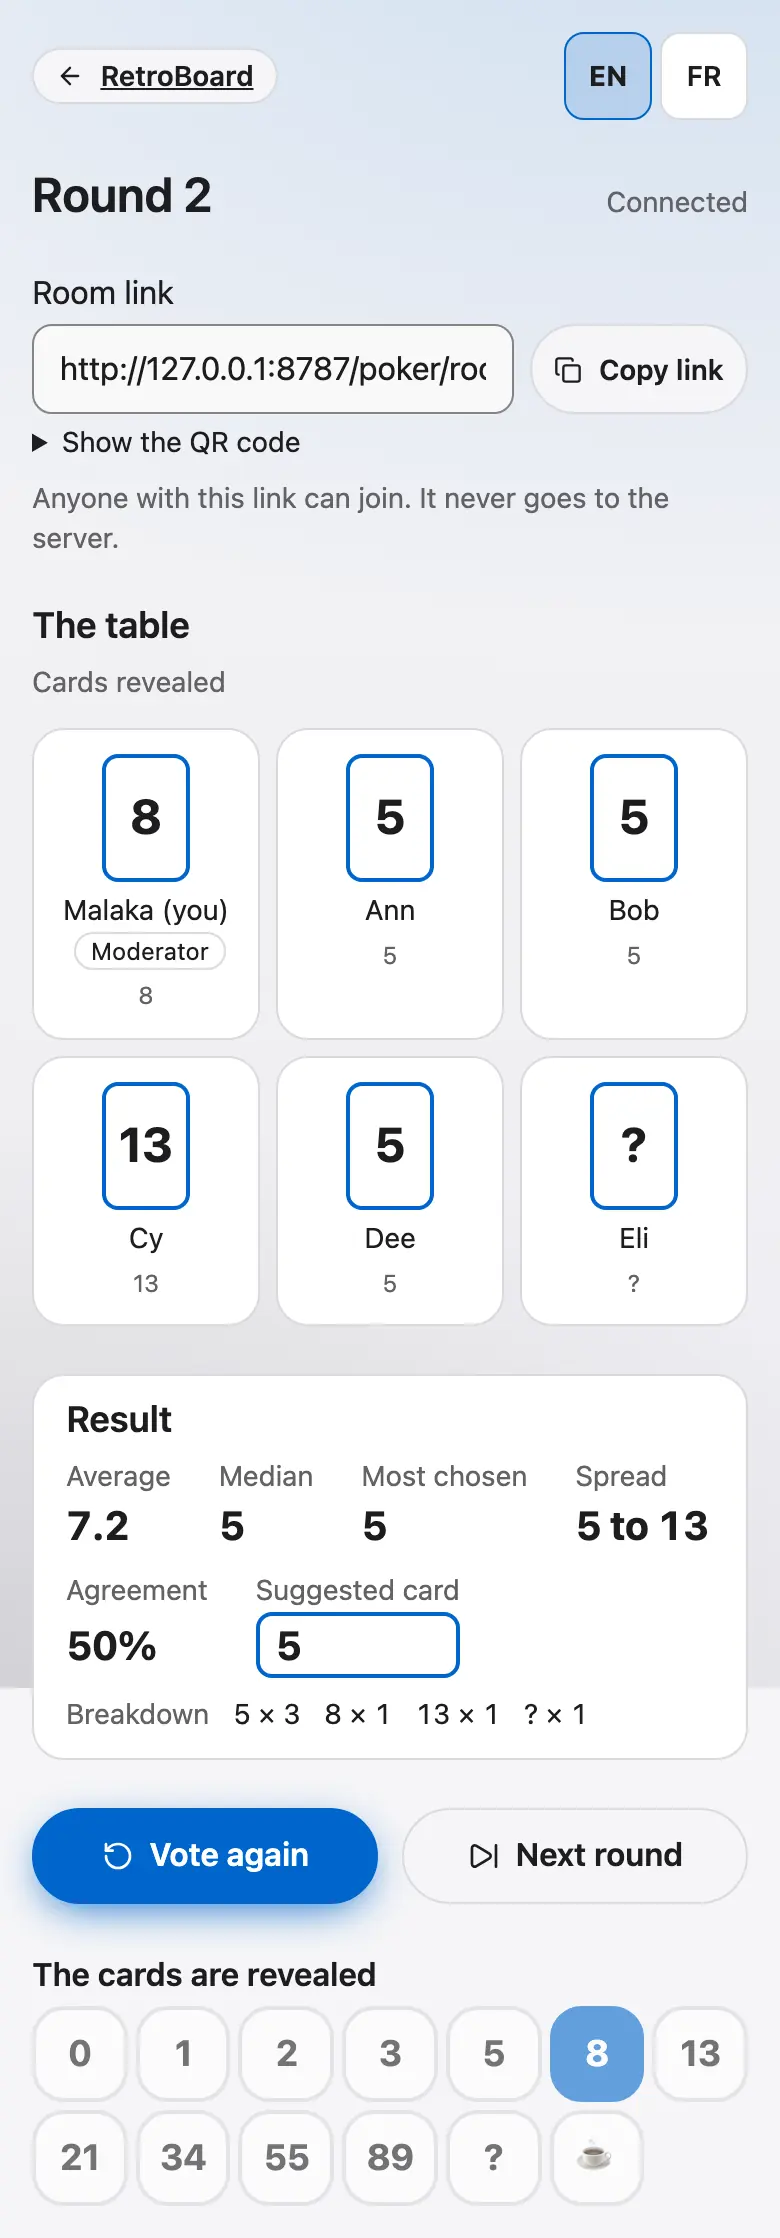 RetroBoard
EN FR
Round 2
Connected
Room link
http://127.0.0.1:8787/poker/roo
Copy link
Show the QR code
Anyone with this link can join. It never goes to the
server.
The table
Cards revealed
8 5 5
Malaka (you) Ann Bob
Moderator 5 5
8
13 5 ?
Cy Dee Eli
13 5 ?
Result
Average Median Most chosen Spread
7.2 5 5 5 to 13
Agreement Suggested card
50% 5
Breakdown 5 × 3 8 × 1 13 × 1 ? × 1
Vote again Next round
The cards are revealed
0 1 2 3 5 8 13
21 34 55 89 ?